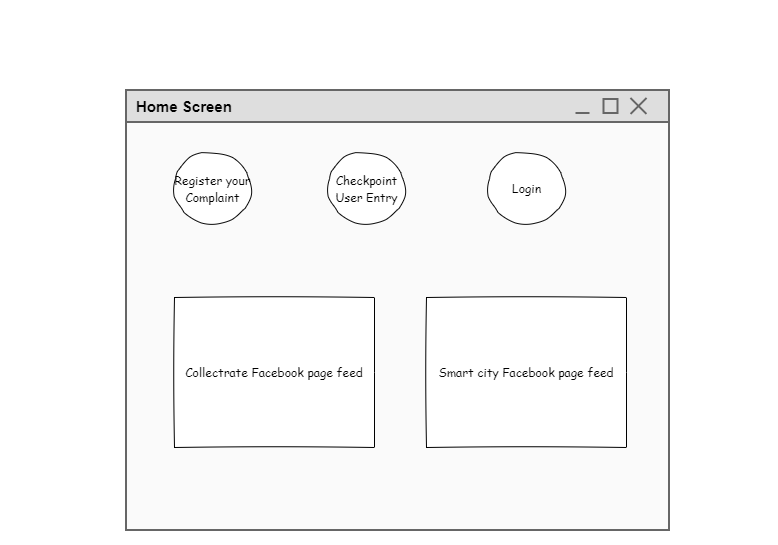 Home Screen
Register your
Complaint
Checkpoint
User Entry
Login
Collectrate Facebook page feed
Smart city Facebook page feed